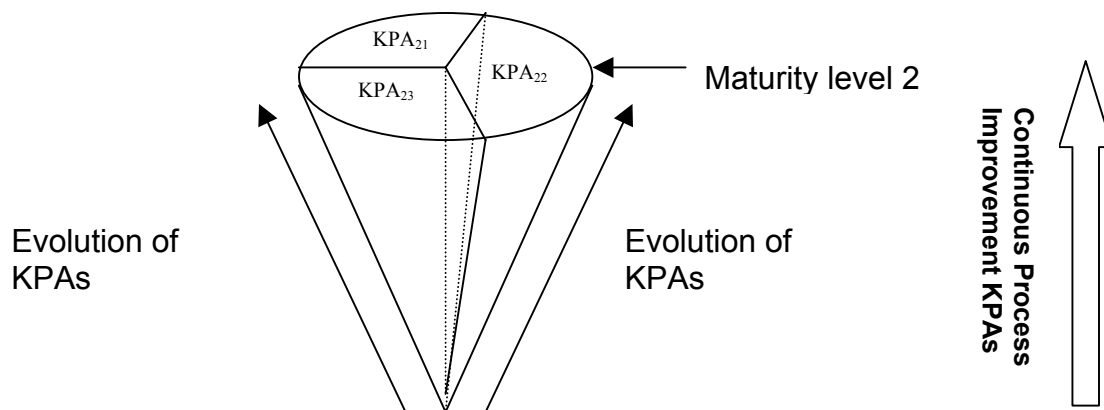 KPA21
KPA22
KPA23
Maturity level 2
Evolution of
KPAs
Evolution of
KPAs
Continuous Process
Improvement KPAs